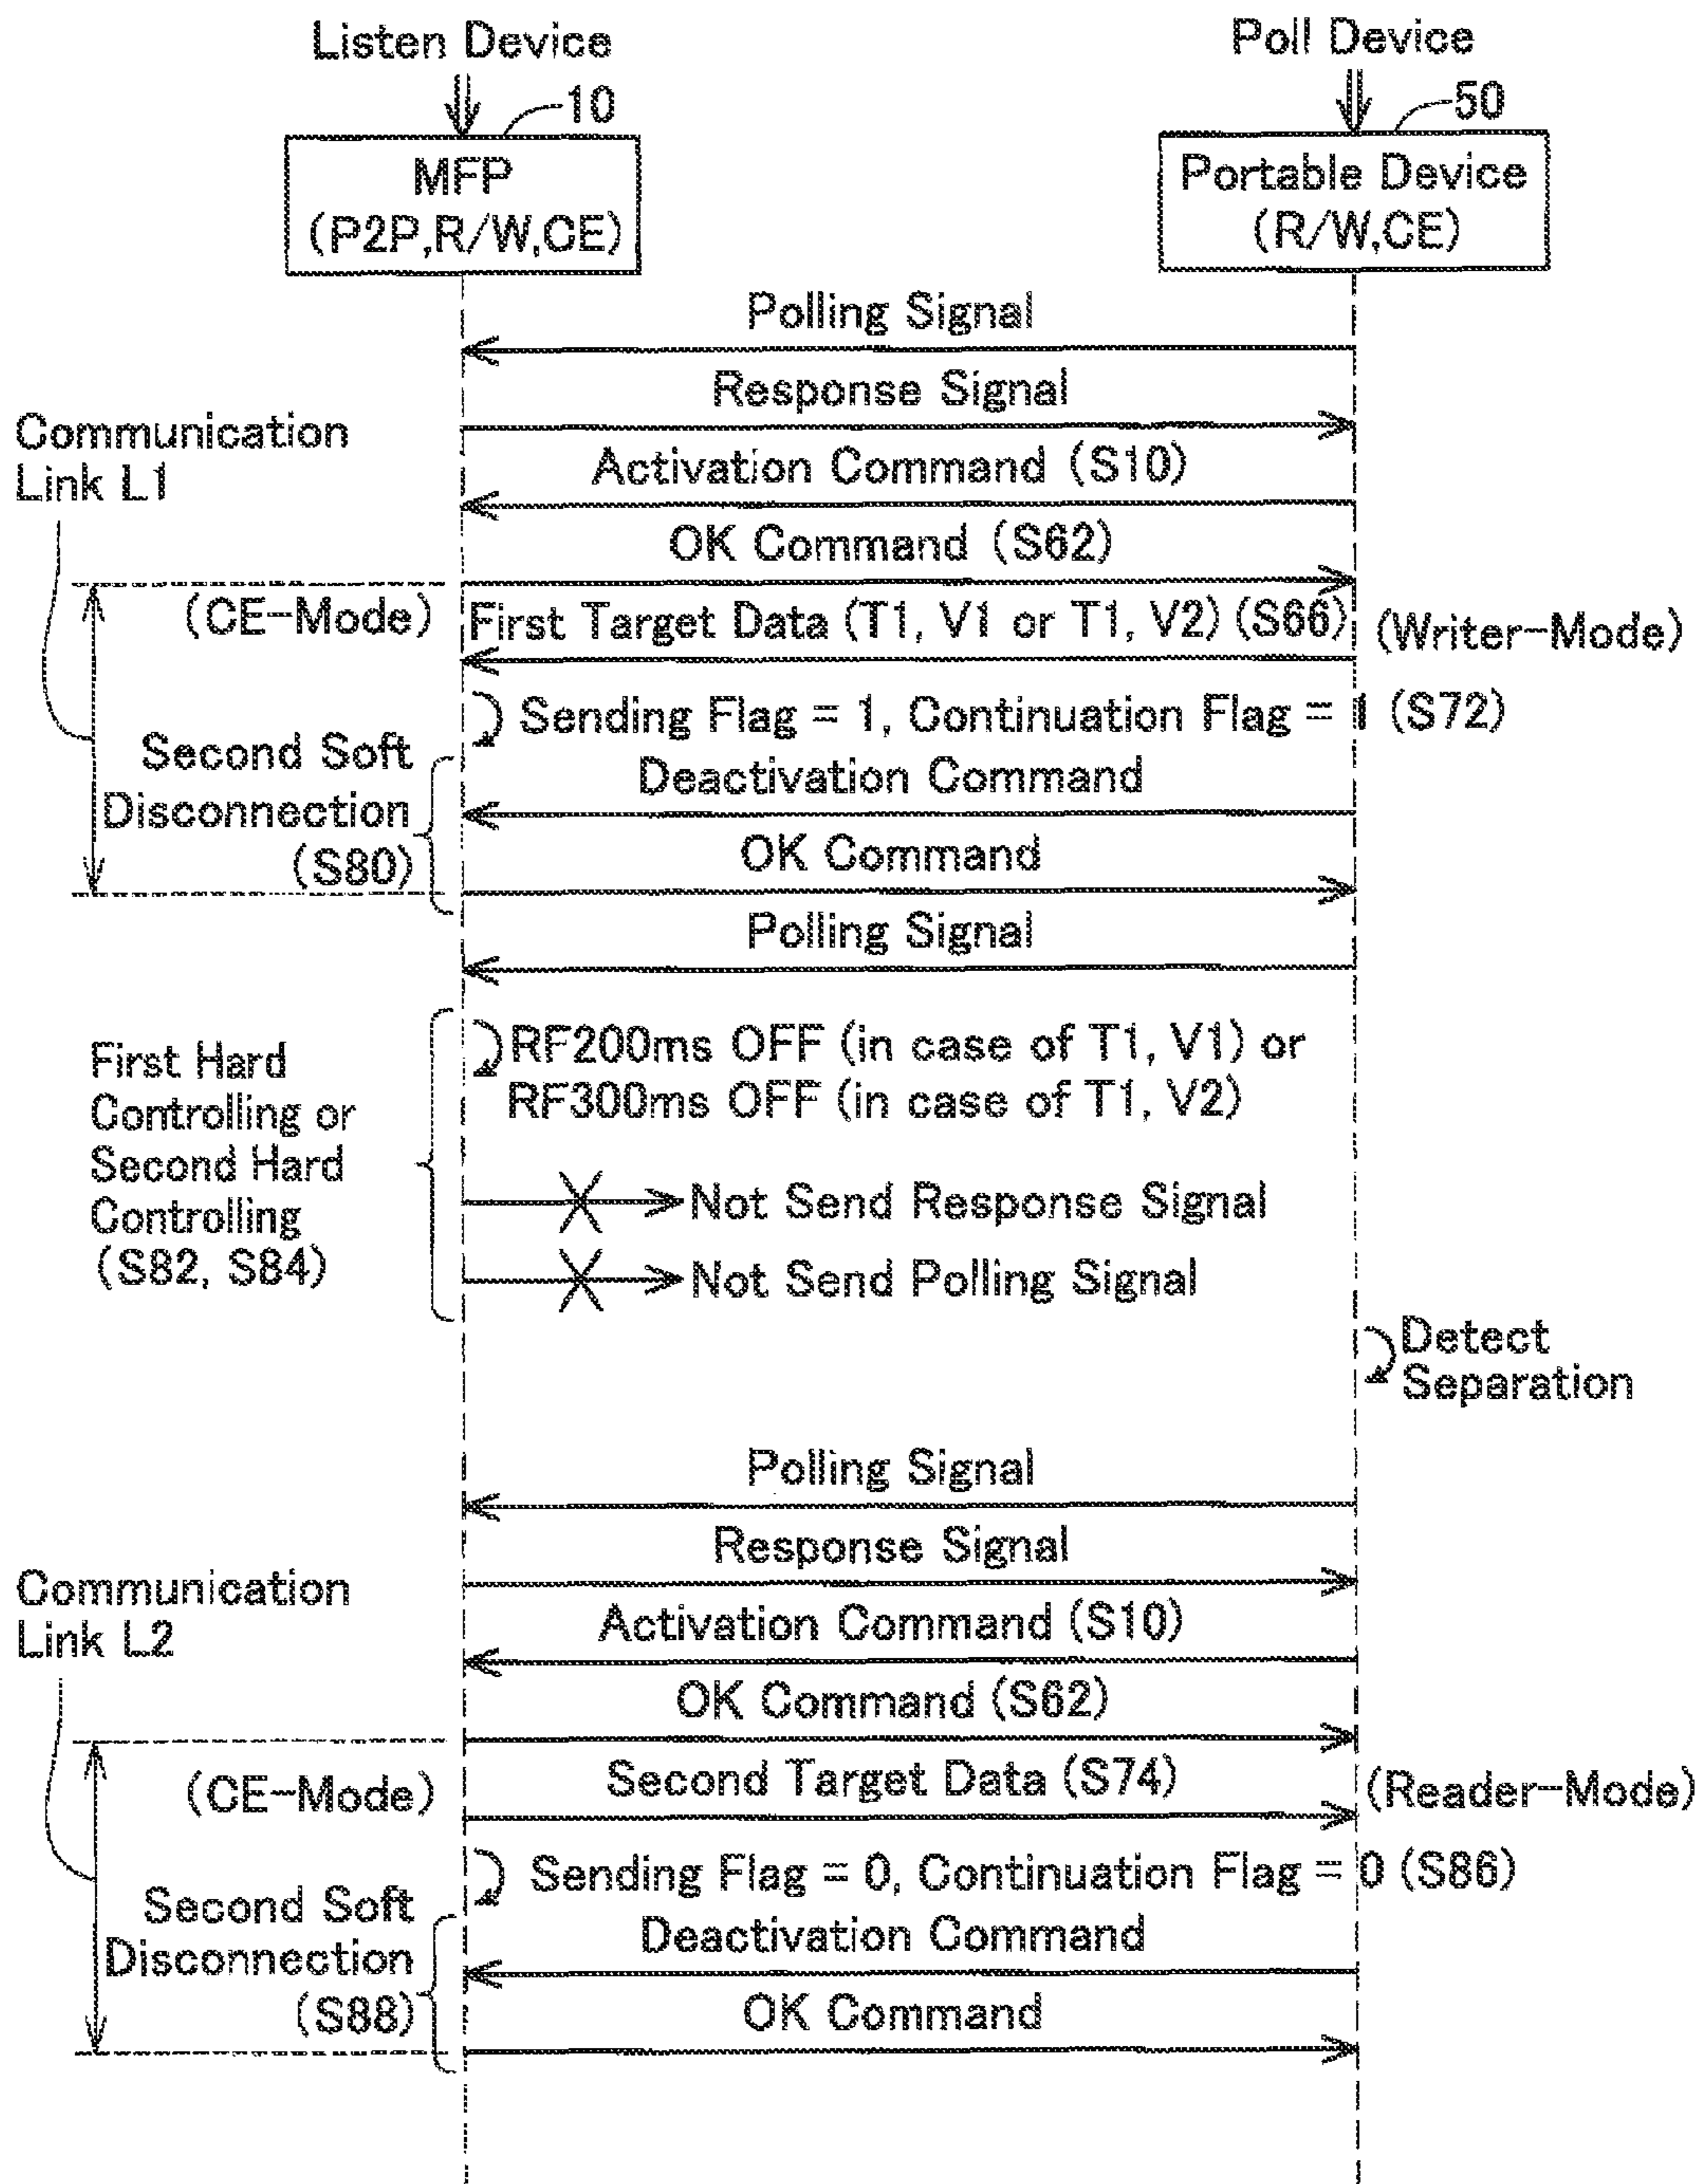 Listen Device
Poll Device
10
50
MFP
(P2P,R/W,CE)
Portable Device
(R/W,CE)
Polling Signal
Response Signal
Communication
Link L1
Activation Command (S10)
OK Command (S62)
(CE-Mode)
First Target Data (T1, V1 or T1, V2) (S66)
(Writer-Mode)
Sending Flag = 1, Continuation Flag = 1 (S72)
Second Soft
Disconnection
(S80)
Deactivation Command
OK Command
Polling Signal
First Hard
Controlling or
Second Hard
Controlling
(S82, S84)
RF200ms OFF (in case of T1, V1) or
RF300ms OFF (in case of T1, V2)
Not Send Response Signal
Not Send Polling Signal
Detect
Separation
Polling Signal
Response Signal
Communication
Link L2
Activation Command (S10)
OK Command (S62)
(CE-Mode)
Second Target Data (S74)
(Reader-Mode)
Sending Flag = 0, Continuation Flag = 0 (S86)
Second Soft
Disconnection
(S88)
Deactivation Command
OK Command